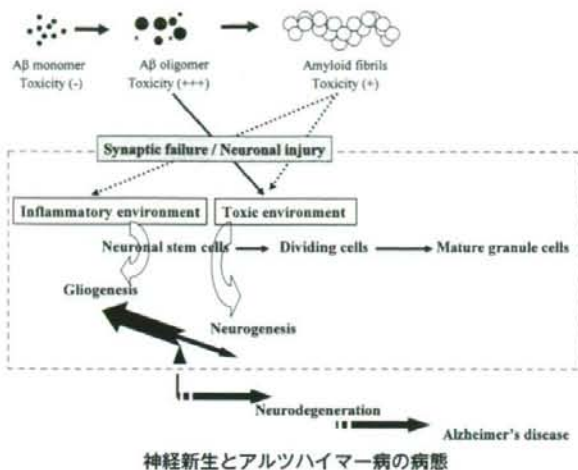 Aβ monomer
Toxicity (-)
Aβ oligomer
Toxicity (+++)
Amyloid fibrils
Toxicity (+)
Synaptic failure / Neuronal injury
Inflammatory environment
Toxic environment
Neuronal stem cells
Dividing cells
Mature granule cells
Gliogenesis
Neurogenesis
Neurodegeneration
Alzheimer's disease
神経新生とアルツハイマー病の病態